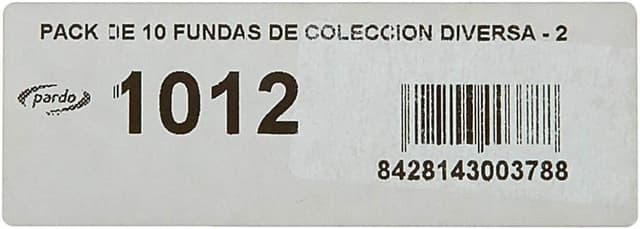 PACK DE 10 FUNDAS DE COLECCION DIVERSA - 2
pardo
1012
8428143003788